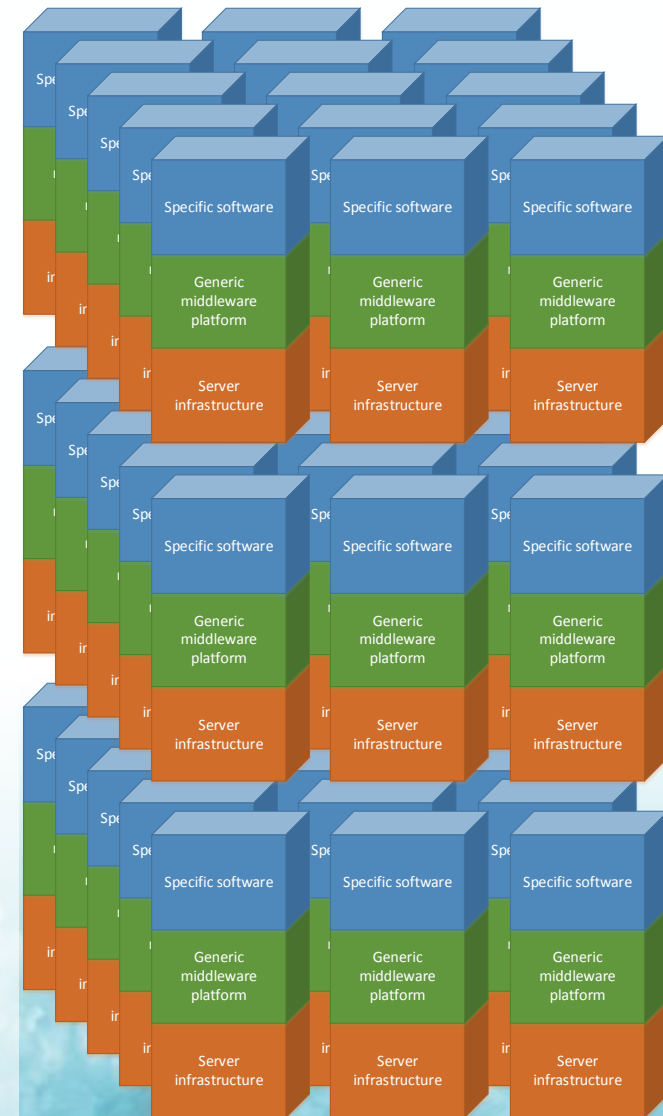 Specific software
Specific software
Specific software
Generic
middleware
platform
Generic
middleware
platform
Generic
middleware
platform
Server
infrastructure
Server
infrastructure
Server
infrastructure
Specific software
Specific software
Specific software
Generic
middleware
platform
Generic
middleware
platform
Generic
middleware
platform
Server
infrastructure
Server
infrastructure
Server
infrastructure
Specific software
Specific software
Specific software
Generic
middleware
platform
Generic
middleware
platform
Generic
middleware
platform
Server
infrastructure
Server
infrastructure
Server
infrastructure